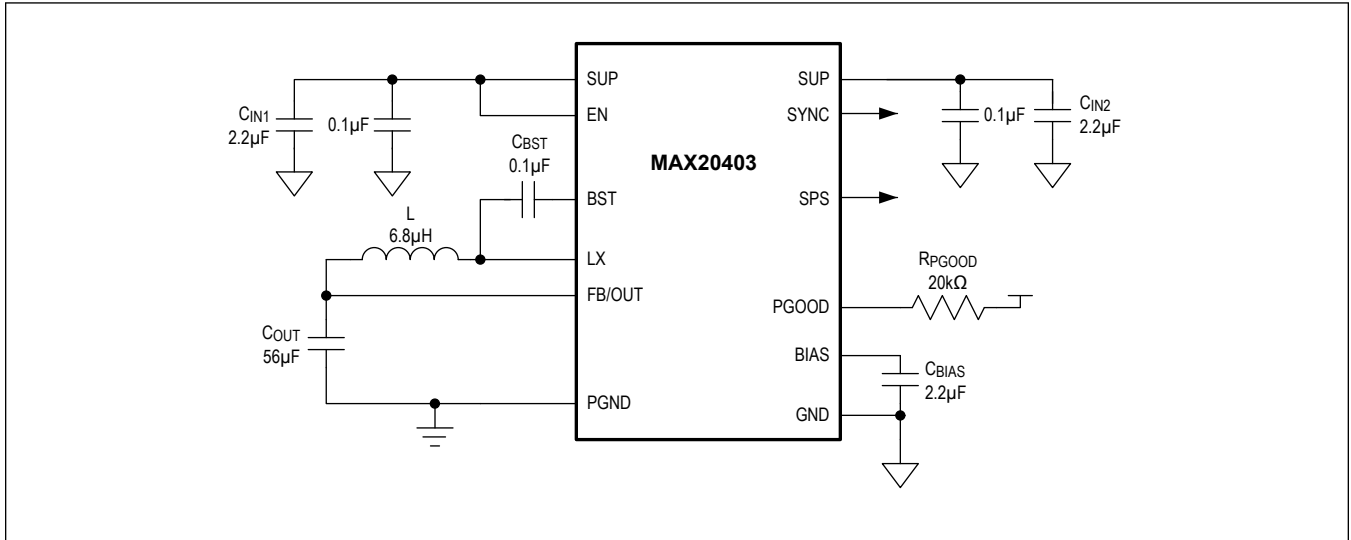 SUP
EN
BST
LX
FB/OUT
PGND
MAX20403
SUP
SYNC
SPS
PGOOD
BIAS
GND
CIN1
2.2µF
0.1µF
CBST
0.1µF
L
6.8µH
COUT
56µF
0.1µF
CIN2
2.2µF
RPGOOD
20kΩ
CBIAS
2.2µF